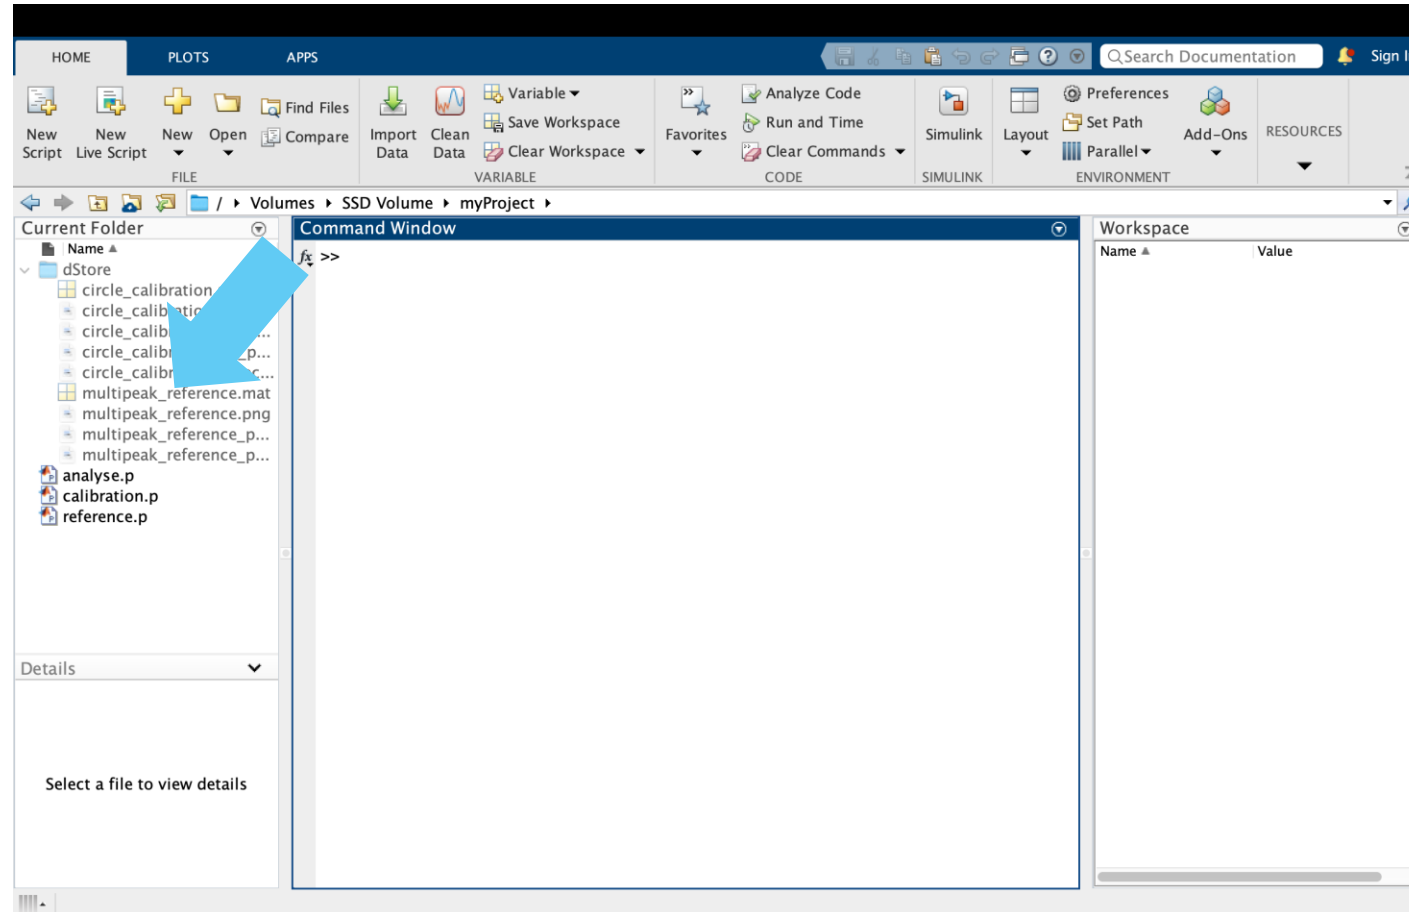 HOME PLOTS APPS
Search Documentation Sign I
New Script
New Live Script
New
Open
Find Files
Compare
FILE
Import Data
Clean Data
Variable
Save Workspace
Clear Workspace
VARIABLE
Favorites
Analyze Code
Run and Time
Clear Commands
CODE
Simulink
SIMULINK
Layout
Preferences
Set Path
Parallel
Add-Ons
ENVIRONMENT
RESOURCES
/ Volumes SSD Volume myProject
Current Folder
Name
dStore
circle_calibration
circle_calibratio
circle_calib
circle_calibr p...
circle_calibr c...
multipeak_reference.mat
multipeak_reference.png
multipeak_reference_p...
multipeak_reference_p...
analyse.p
calibration.p
reference.p
Details
Select a file to view details
Command Window
fx >>
Workspace
Name Value